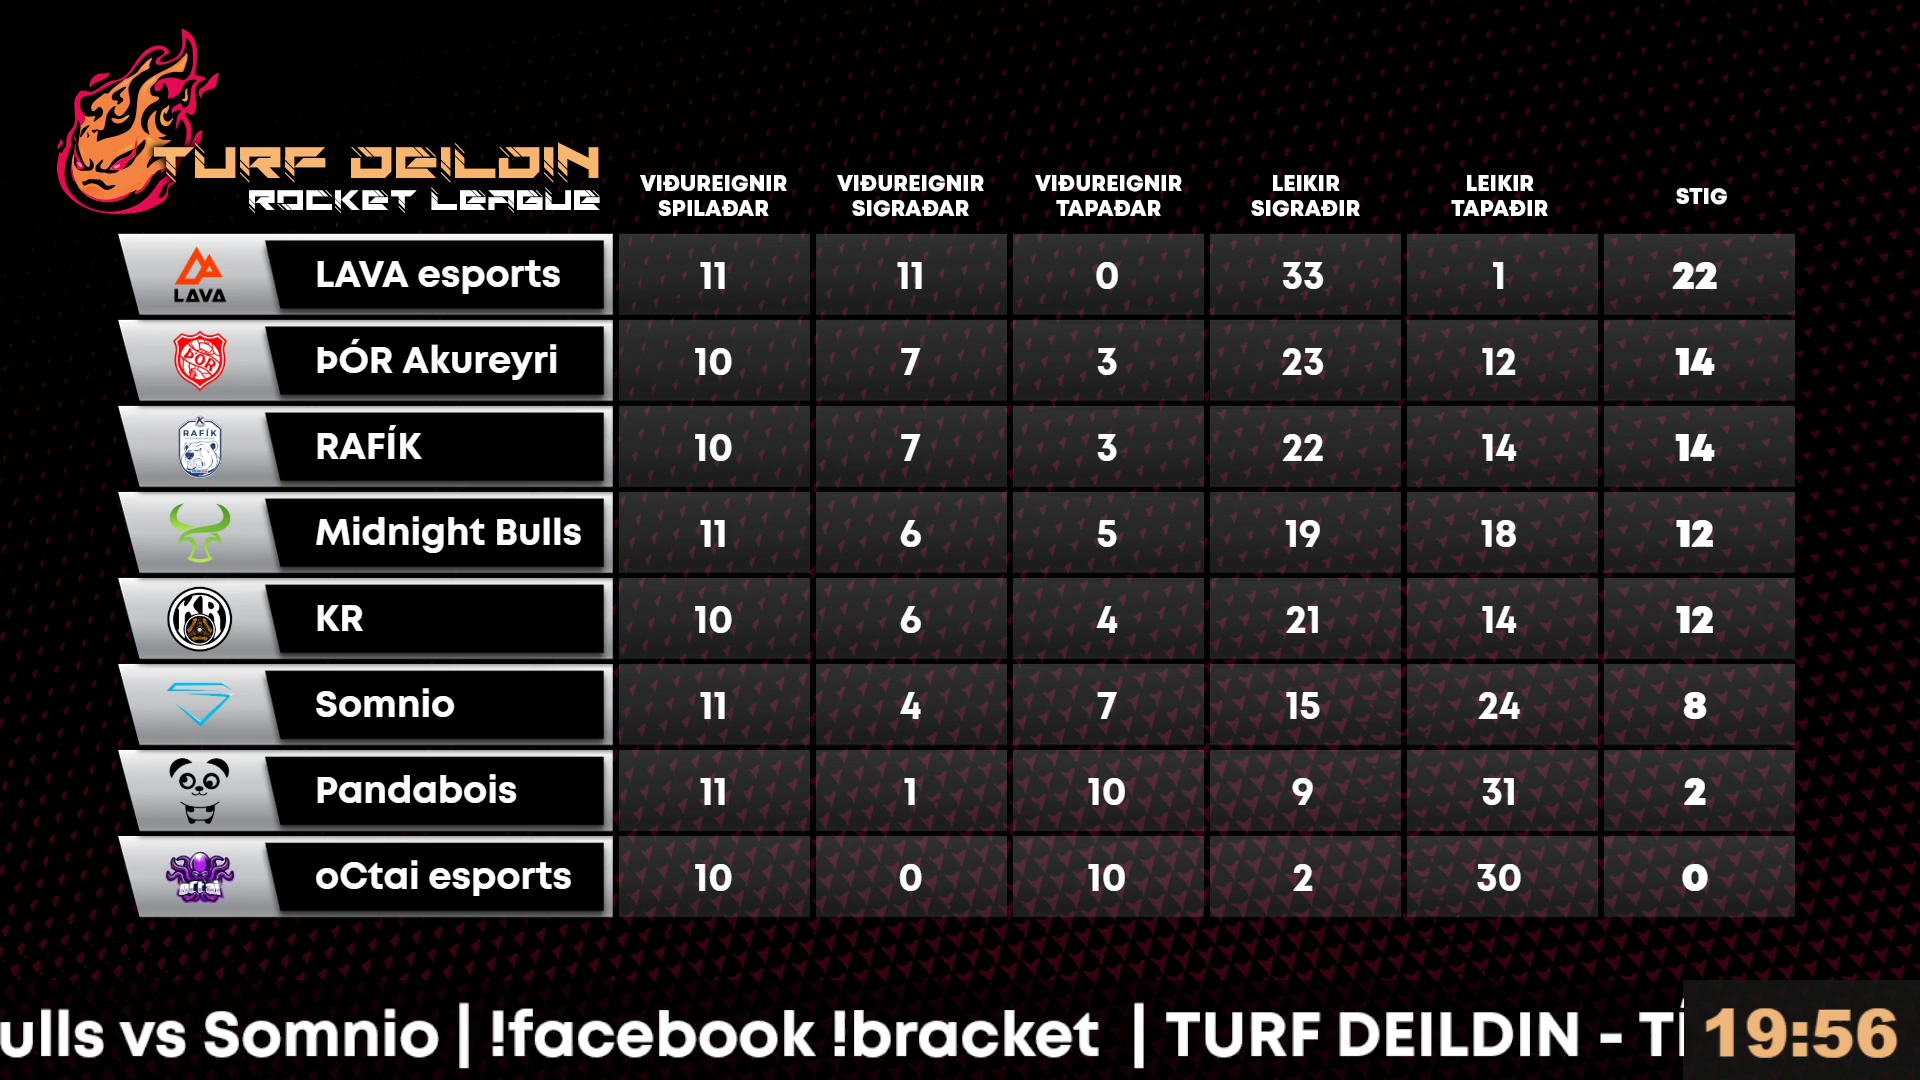 TURF DEILDIN
ROCKET LEAGUE
VIÐUREIGNIR SPILAÐAR
VIÐUREIGNIR SIGRAÐAR
VIÐUREIGNIR TAPAÐAR
LEIKIR SIGRAÐIR
LEIKIR TAPAÐIR
STIG
LAVA LAVA esports 11 11 0 33 1 22
ÞÓR ÞÓR Akureyri 10 7 3 23 12 14
RAFÍK RAFÍK 10 7 3 22 14 14
Midnight Bulls 11 6 5 19 18 12
KR KR 10 6 4 21 14 12
Somnio 11 4 7 15 24 8
Pandabois 11 1 10 9 31 2
oCtai esports 10 0 10 2 30 0
ulls vs Somnio | !facebook !bracket | TURF DEILDIN - TÍ 19:56